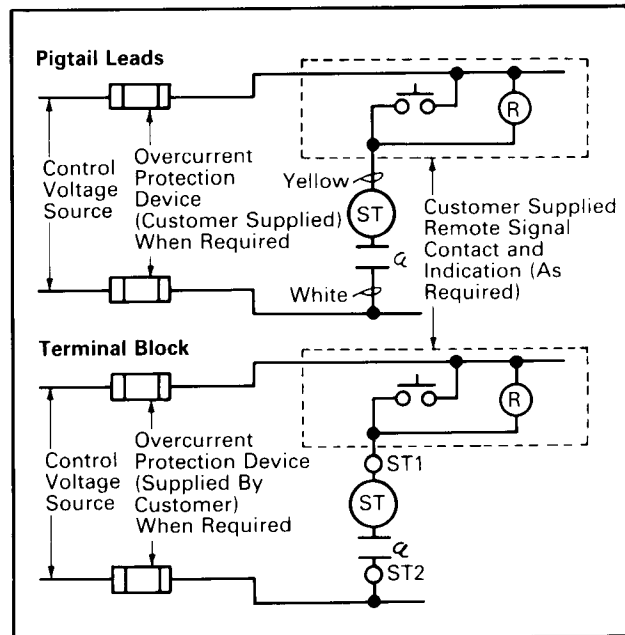 Pigtail Leads
Control
Voltage
Source
Overcurrent
Protection
Device
(Customer Supplied)
When Required
R
Yellow
ST
a
White
Customer Supplied
Remote Signal
Contact and
Indication (As
Required)
Terminal Block
Control
Voltage
Source
Overcurrent
Protection Device
(Supplied By
Customer)
When Required
R
ST1
ST
a
ST2